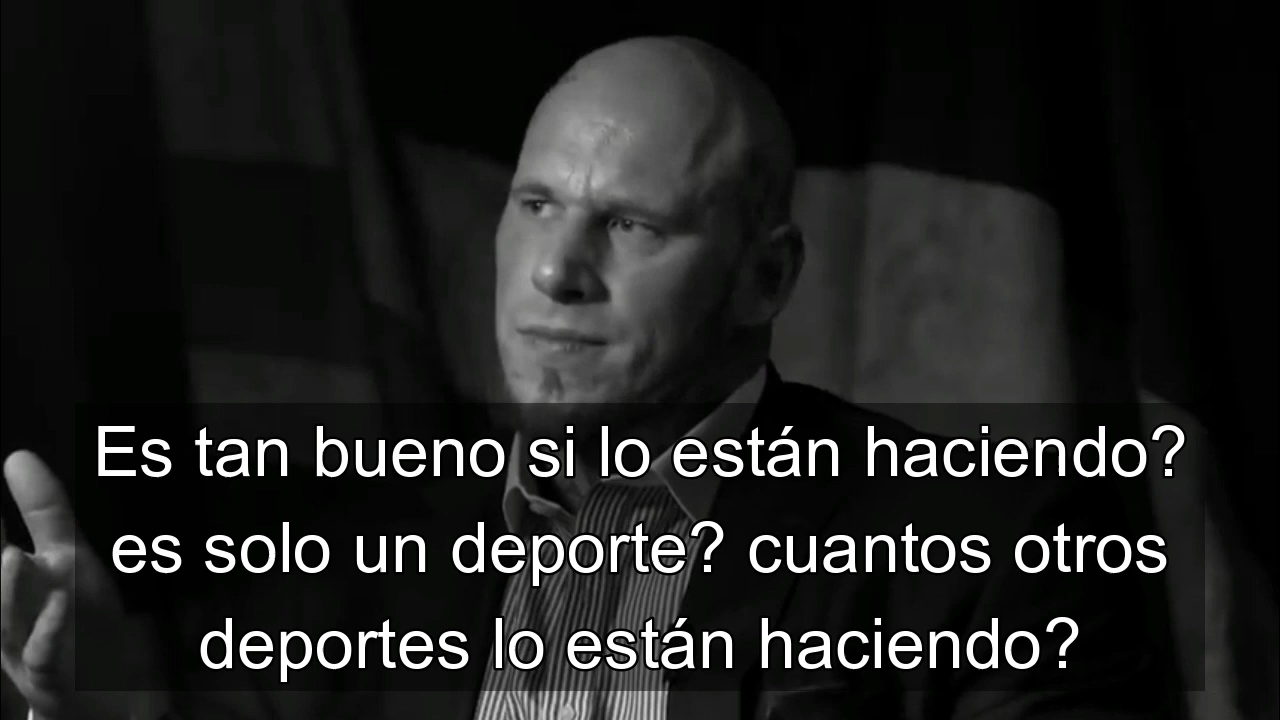 Es tan bueno si lo están haciendo?
es solo un deporte? cuantos otros
deportes lo están haciendo?